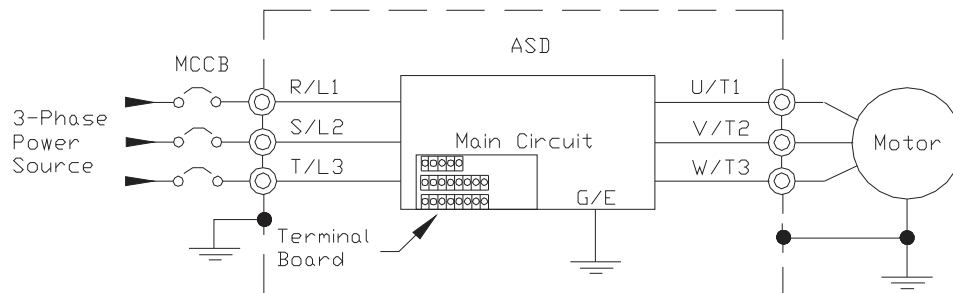 ASD
MCCB
R/L1
U/T1
3-Phase
Power
Source
S/L2
V/T2
Main Circuit
Motor
T/L3
W/T3
G/E
Terminal
Board